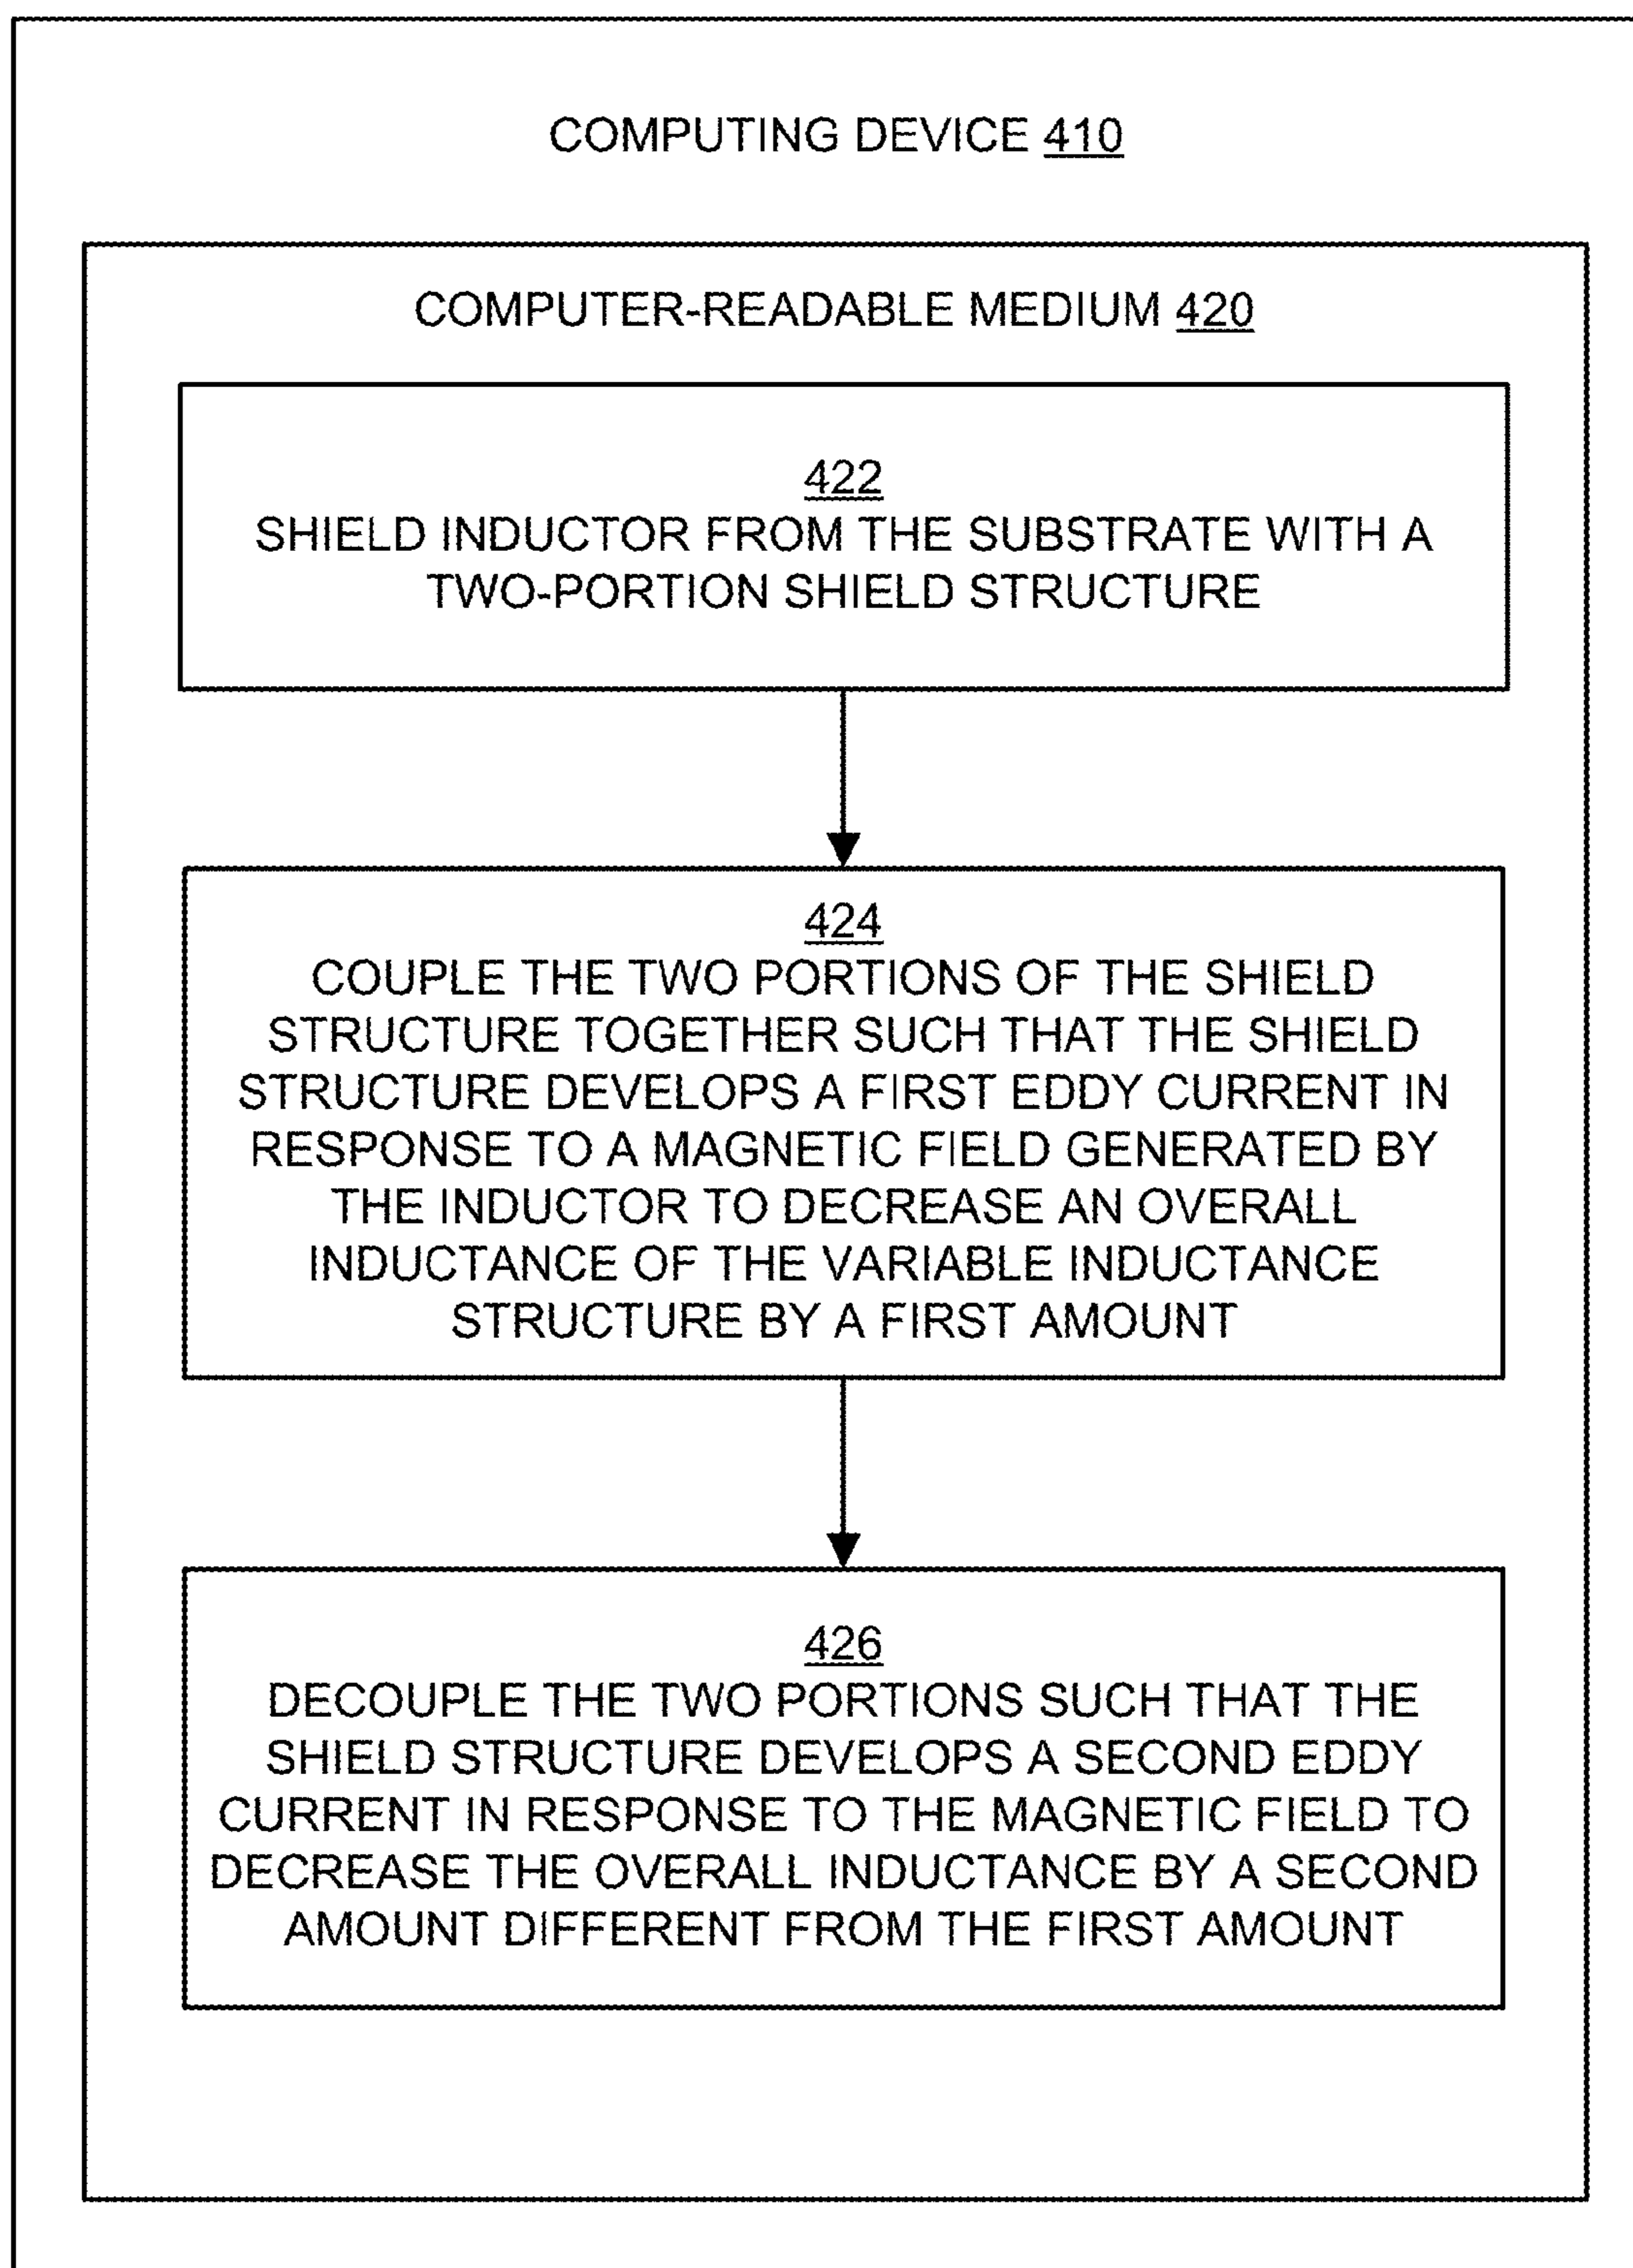 COMPUTING DEVICE 410
COMPUTER-READABLE MEDIUM 420
422
SHIELD INDUCTOR FROM THE SUBSTRATE WITH A
TWO-PORTION SHIELD STRUCTURE
424
COUPLE THE TWO PORTIONS OF THE SHIELD
STRUCTURE TOGETHER SUCH THAT THE SHIELD
STRUCTURE DEVELOPS A FIRST EDDY CURRENT IN
RESPONSE TO A MAGNETIC FIELD GENERATED BY
THE INDUCTOR TO DECREASE AN OVERALL
INDUCTANCE OF THE VARIABLE INDUCTANCE
STRUCTURE BY A FIRST AMOUNT
426
DECOUPLE THE TWO PORTIONS SUCH THAT THE
SHIELD STRUCTURE DEVELOPS A SECOND EDDY
CURRENT IN RESPONSE TO THE MAGNETIC FIELD TO
DECREASE THE OVERALL INDUCTANCE BY A SECOND
AMOUNT DIFFERENT FROM THE FIRST AMOUNT